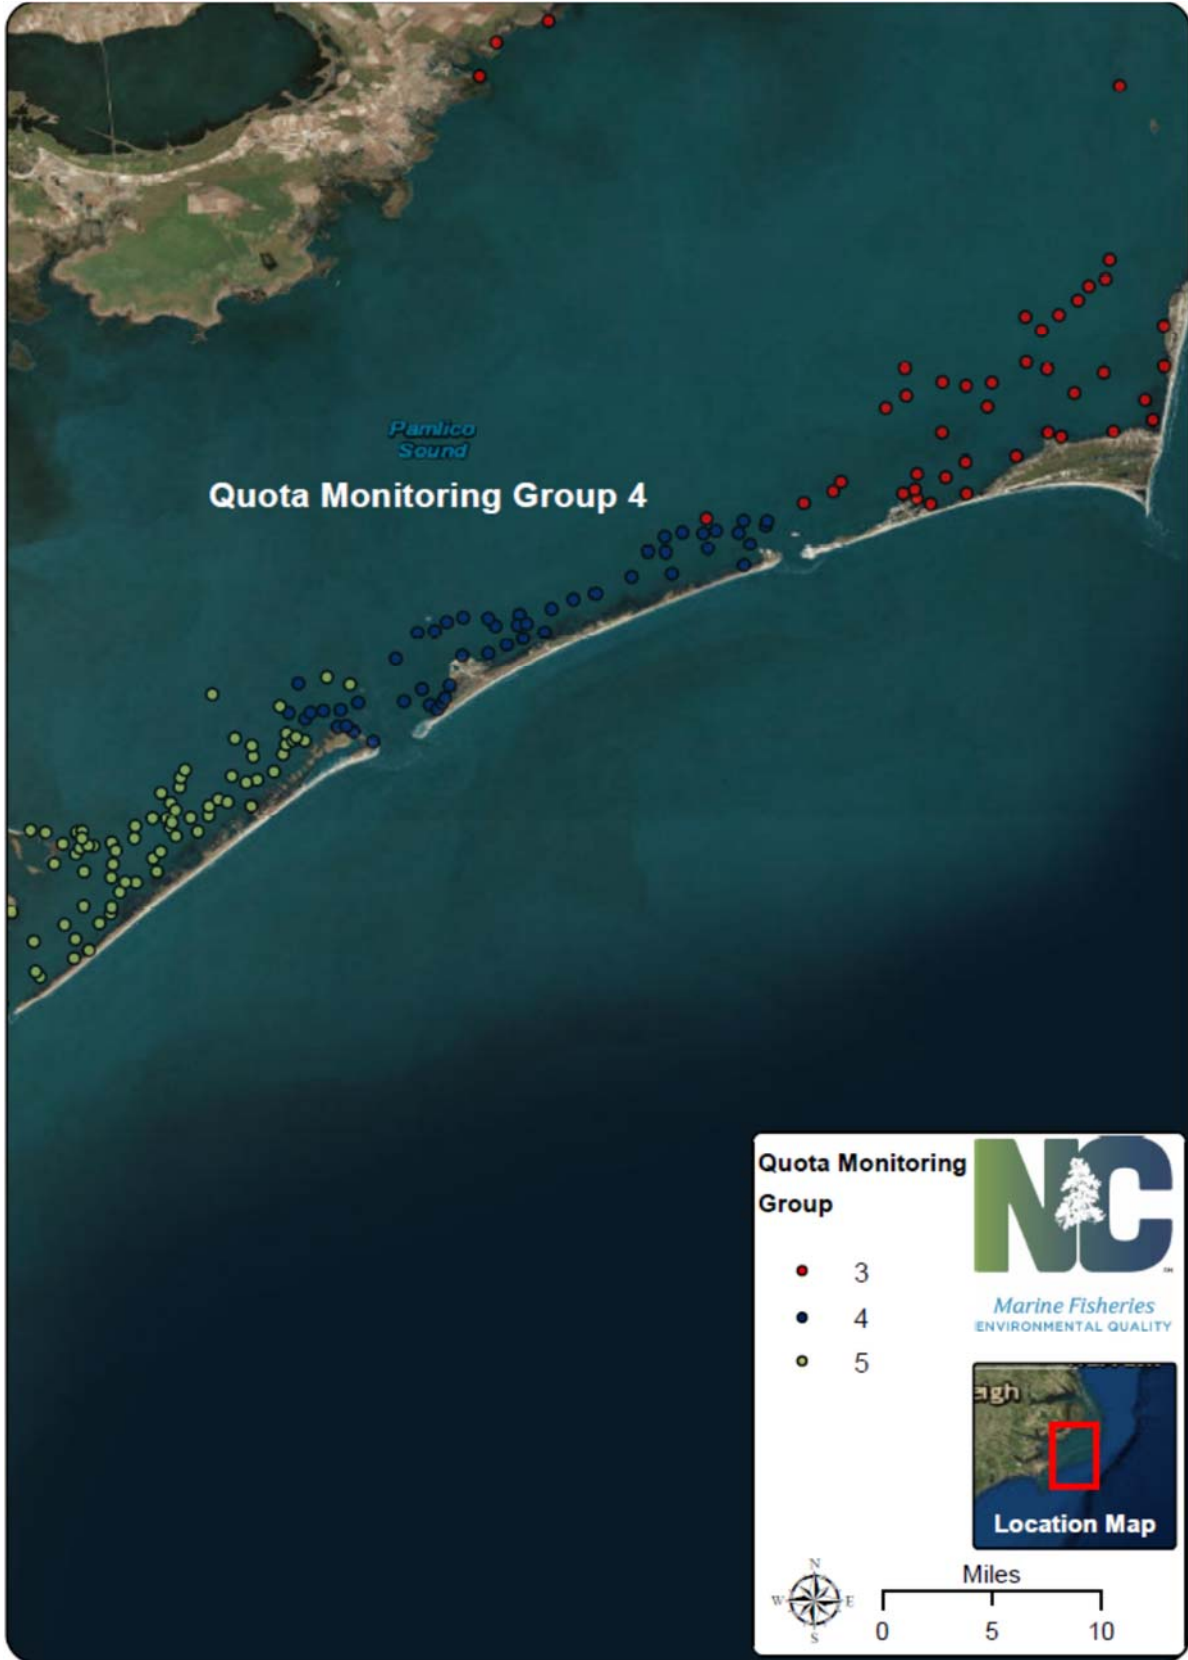 Pamlico
Sound
Quota Monitoring Group 4
Quota Monitoring
Group
3
4
5
NC
Marine Fisheries
ENVIRONMENTAL QUALITY
eigh
Location Map
N
W
E
S
Miles
0 5 10